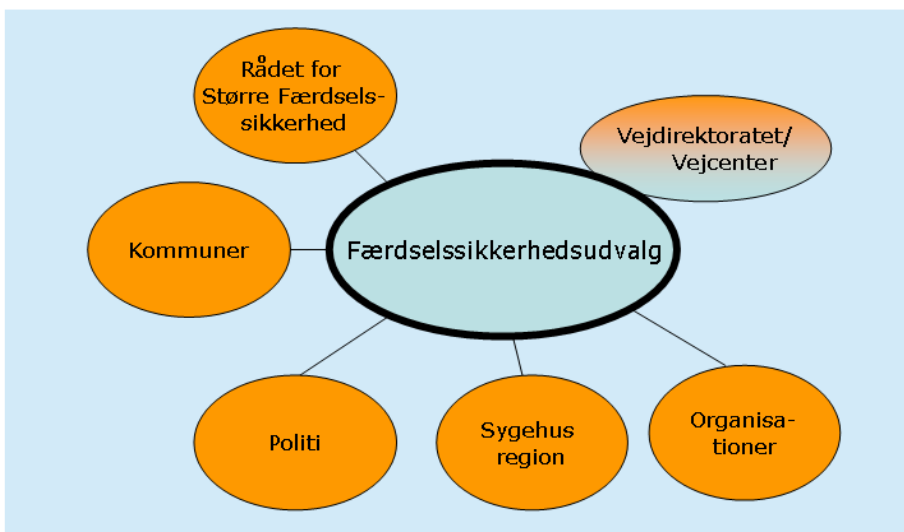 Rådet for
Større Færdsels-
sikkerhed
Vejdirektoratet/
Vejcenter
Kommuner
Færdselssikkerhedsudvalg
Politi
Sygehus
region
Organisa-
tioner